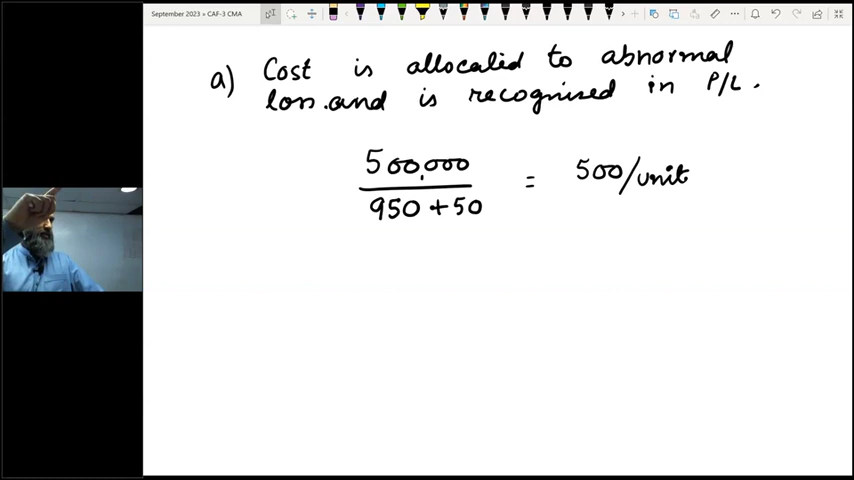 September 2023 » CAF-3 CMA
a) Cost is allocated to abnormal
loss.and is recognised in P/L.
500,000
950 + 50
= 500/unit